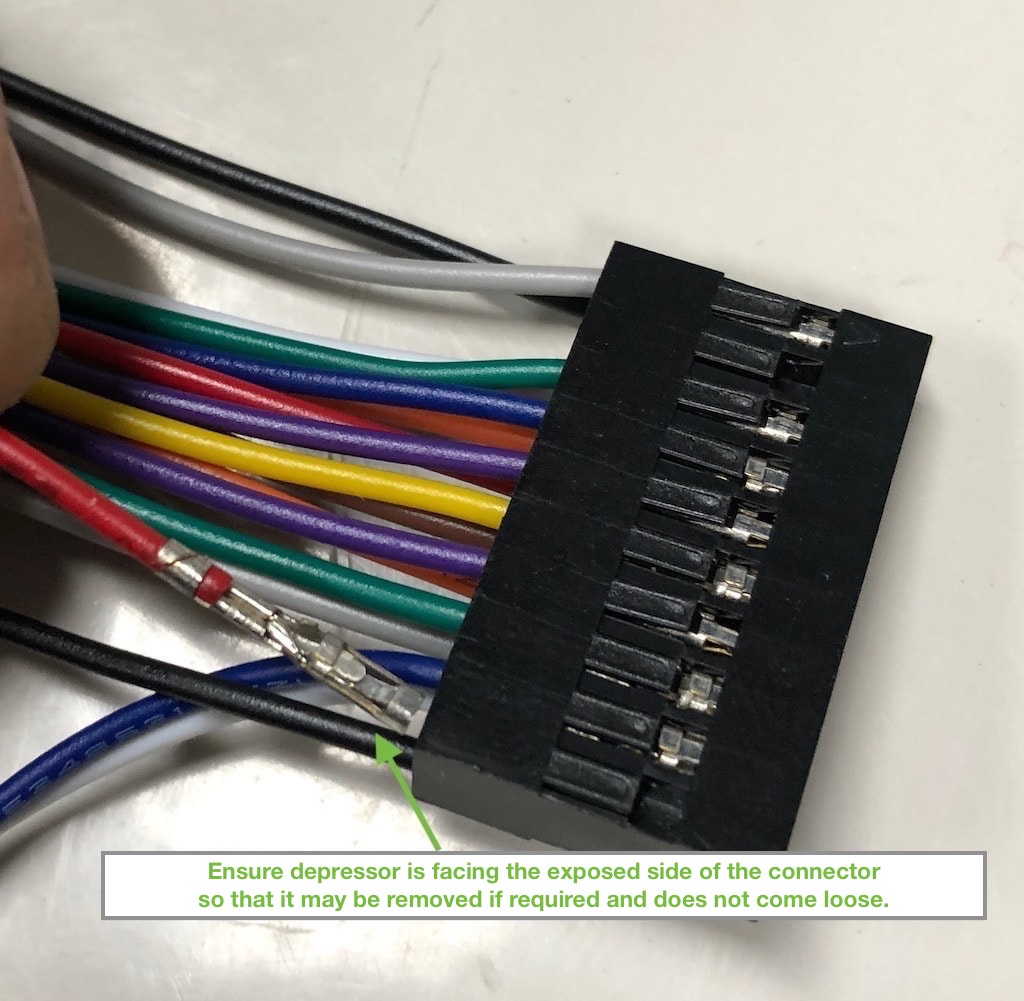 Ensure depressor is facing the exposed side of the connector
so that it may be removed if required and does not come loose.